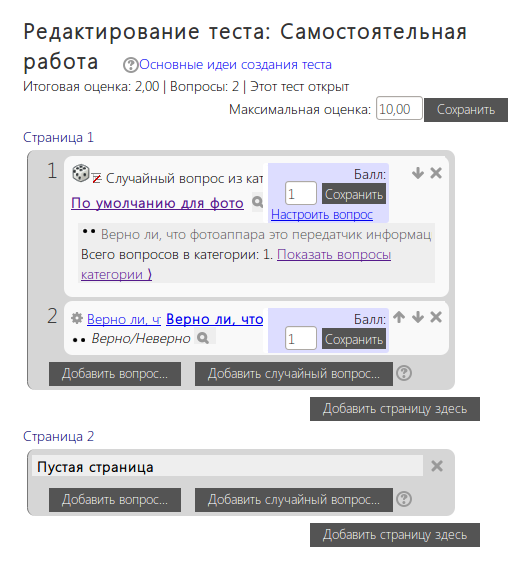 Редактирование теста: Самостоятельная
работа ?Основные идеи создания теста
Итоговая оценка: 2,00 | Вопросы: 2 | Этот тест открыт
Максимальная оценка: 10,00 Сохранить
Страница 1
1 Случайный вопрос из кат Балл:
1 Сохранить
По умолчанию для фото Настроить вопрос
•• Верно ли, что фотоаппара это передатчик информац
Всего вопросов в категории: 1. Показать вопросы
категории )
2 Верно ли, ч Верно ли, что Балл:
•• Верно/Неверно 1 Сохранить
Добавить вопрос... Добавить случайный вопрос... ?
Добавить страницу здесь
Страница 2
Пустая страница
Добавить вопрос... Добавить случайный вопрос... ?
Добавить страницу здесь